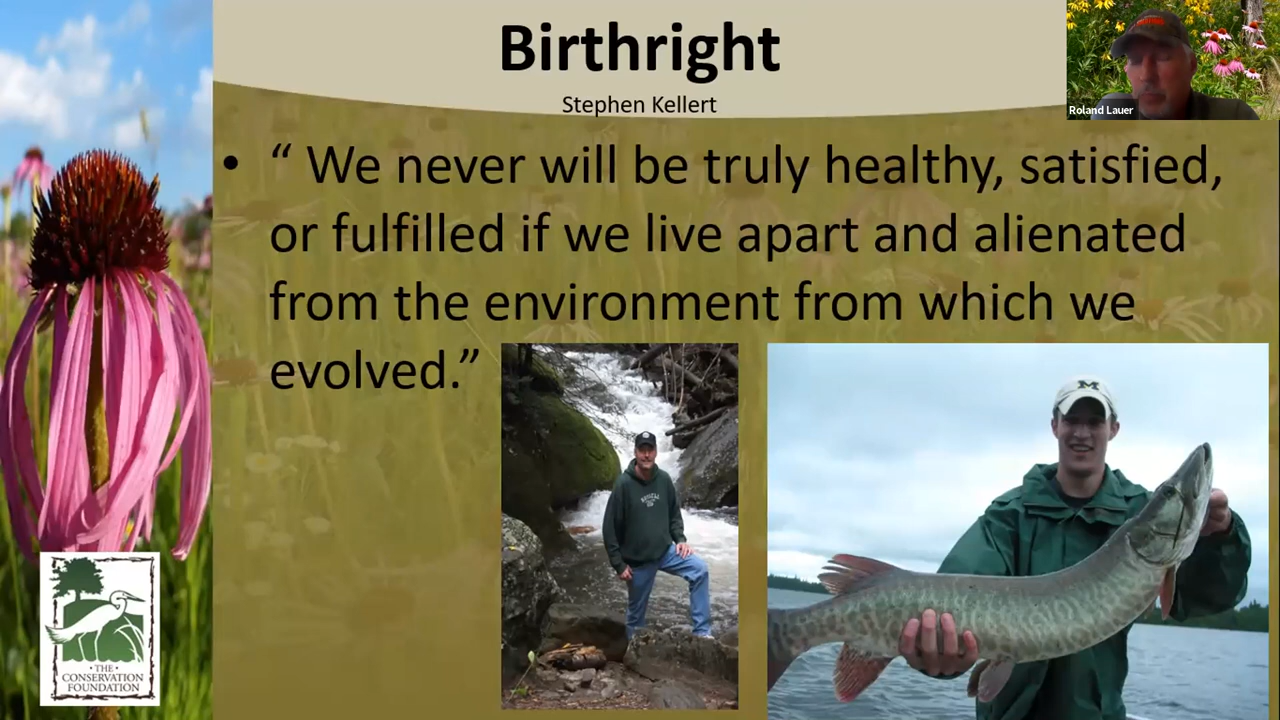 Birthright
Stephen Kellert
Roland Lauer
• “ We never will be truly healthy, satisfied,
or fulfilled if we live apart and alienated
from the environment from which we
evolved.”
M
• THE •
CONSERVATION
FOUNDATION